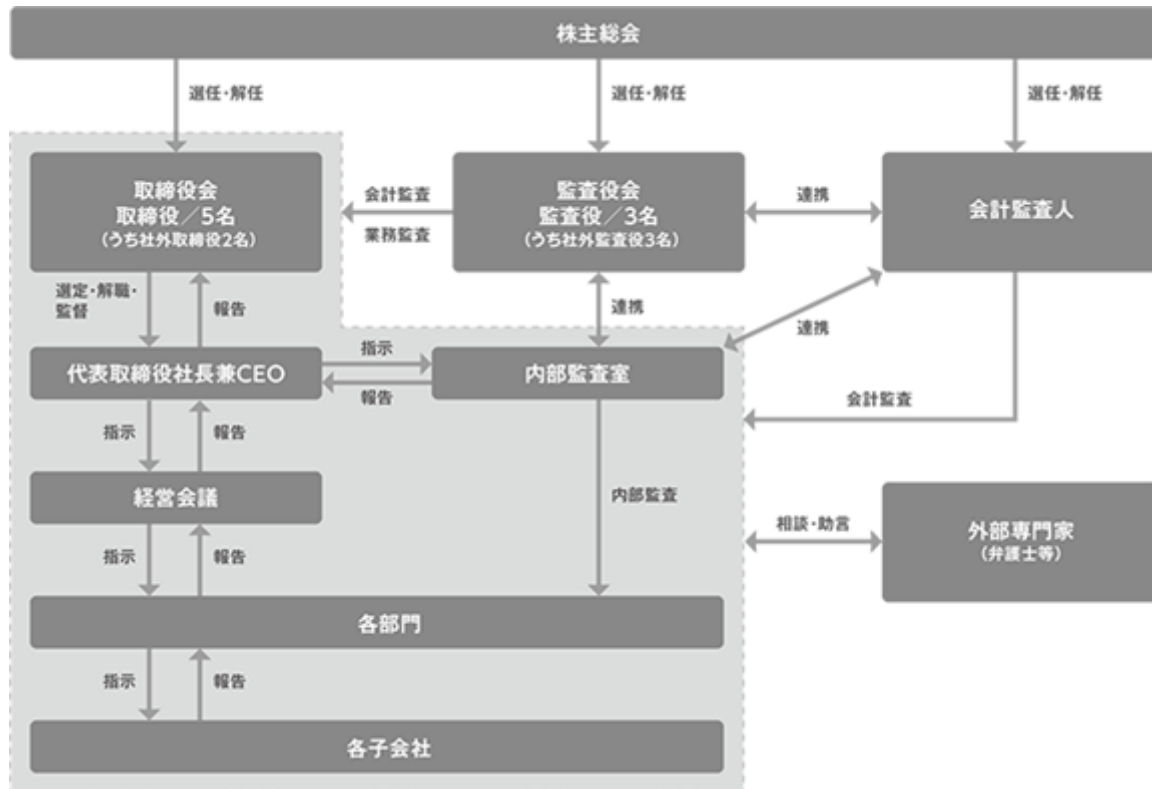 株主総会
選任・解任
選任・解任
選任・解任
取締役会
取締役／5名
（うち社外取締役2名）
会計監査
業務監査
監査役会
監査役／3名
（うち社外監査役3名）
連携
会計監査人
選定・解職・
監督
報告
連携
連携
代表取締役社長兼CEO
指示
報告
内部監査室
会計監査
指示
報告
経営会議
内部監査
相談・助言
外部専門家
（弁護士等）
指示
報告
各部門
指示
報告
各子会社